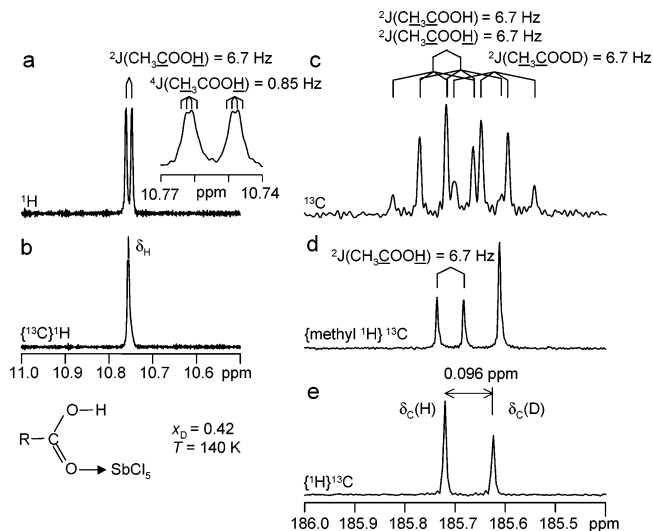 a
²J(CH₃COOH) = 6.7 Hz
⁴J(CH₃COOH) = 0.85 Hz
10.77 ppm 10.74
¹H
b
δH
{¹³C}¹H
11.0 10.9 10.8 10.7 10.6 ppm
O H
R C
O SbCl₅
xD = 0.42
T = 140 K
c
²J(CH₃COOH) = 6.7 Hz
²J(CH₃COOH) = 6.7 Hz
²J(CH₃COOD) = 6.7 Hz
¹³C
d
²J(CH₃COOH) = 6.7 Hz
{methyl ¹H} ¹³C
0.096 ppm
e
δC(H) δC(D)
{¹H}¹³C
186.0 185.9 185.8 185.7 185.6 185.5 ppm